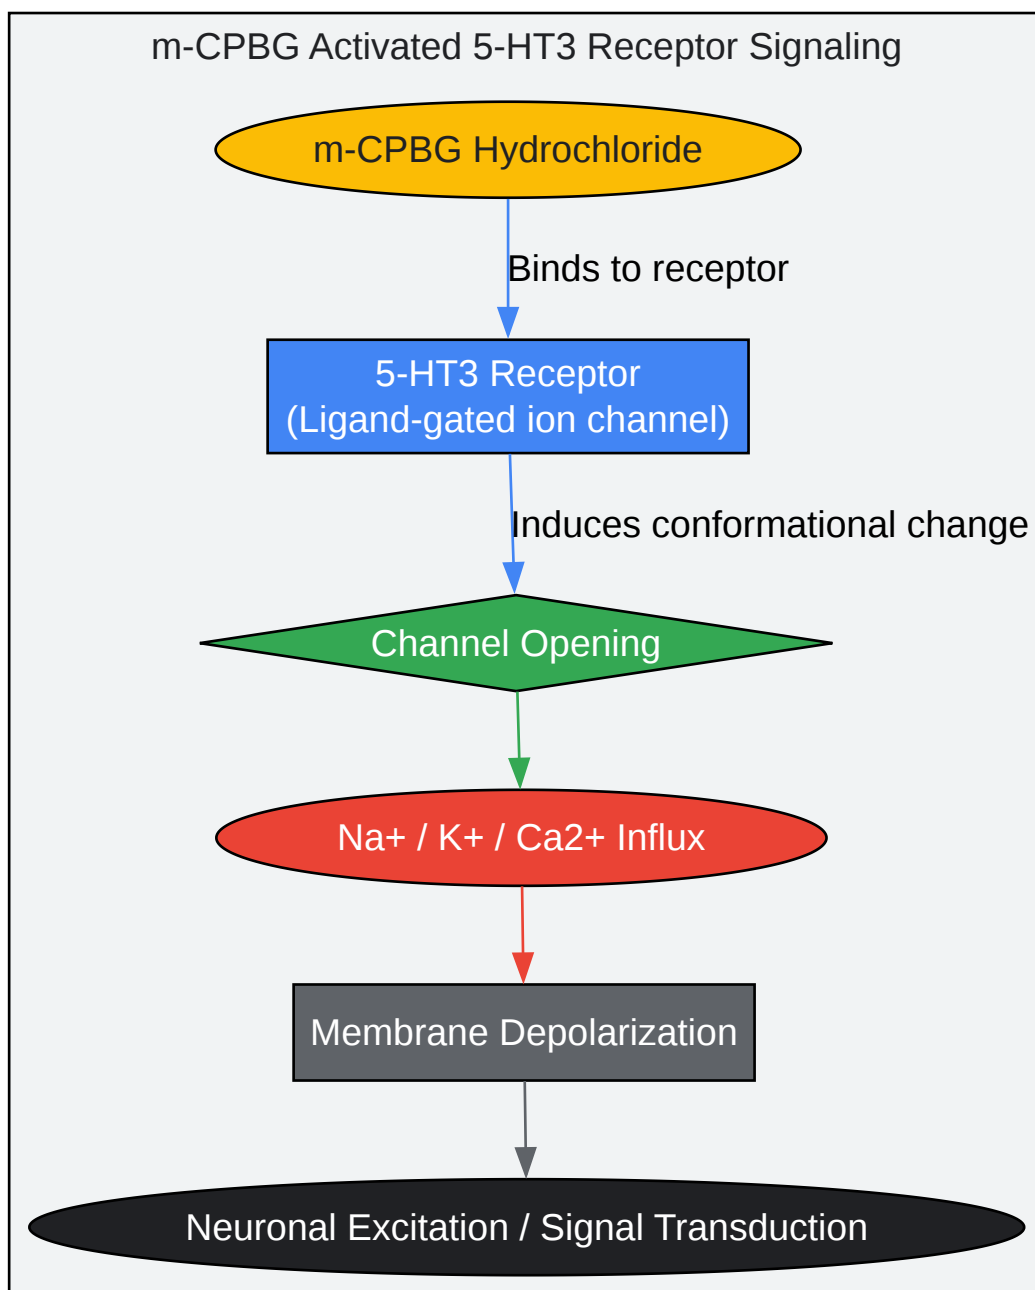 m-CPBG Activated 5-HT3 Receptor Signaling
m-CPBG Hydrochloride
Binds to receptor
5-HT3 Receptor
(Ligand-gated ion channel)
Induces conformational change
Channel Opening
Na+ / K+ / Ca2+ Influx
Membrane Depolarization
Neuronal Excitation / Signal Transduction